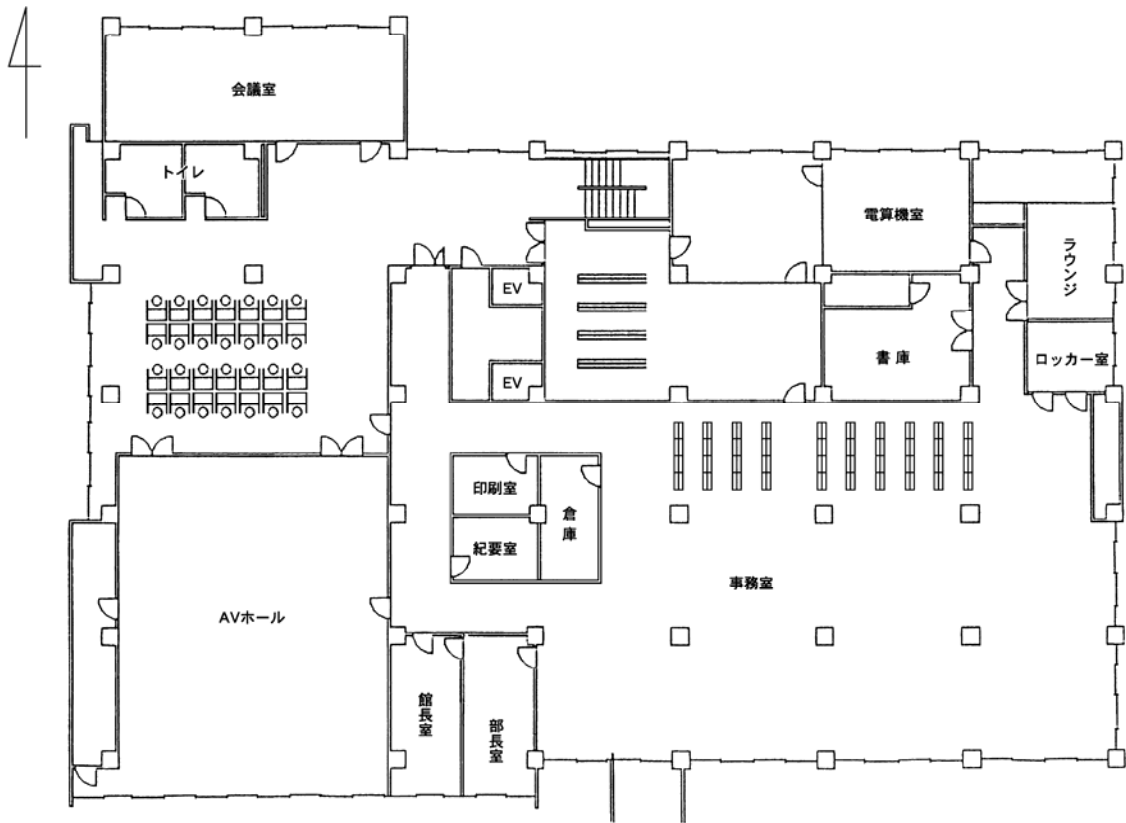 会議室
トイレ
電算機室
ラウンジ
EV
EV
書庫
ロッカー室
印刷室
倉庫
紀要室
事務室
AVホール
館長室
部長室